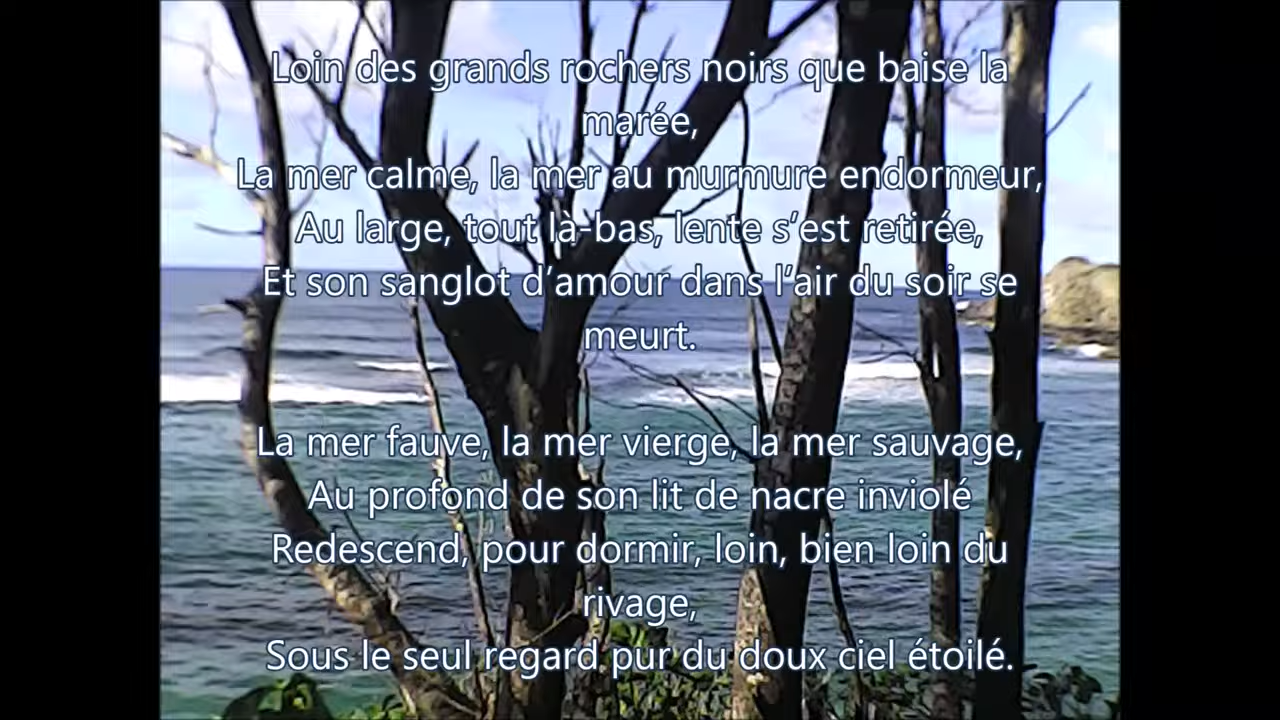 Loin des grands rochers noirs que baise la
marée,
La mer calme, la mer au murmure endormeur,
Au large, tout là-bas, lente s’est retirée,
Et son sanglot d’amour dans l’air du soir se
meurt.
La mer fauve, la mer vierge, la mer sauvage,
Au profond de son lit de nacre inviolé
Redescend, pour dormir, loin, bien loin du
rivage,
Sous le seul regard pur du doux ciel étoilé.